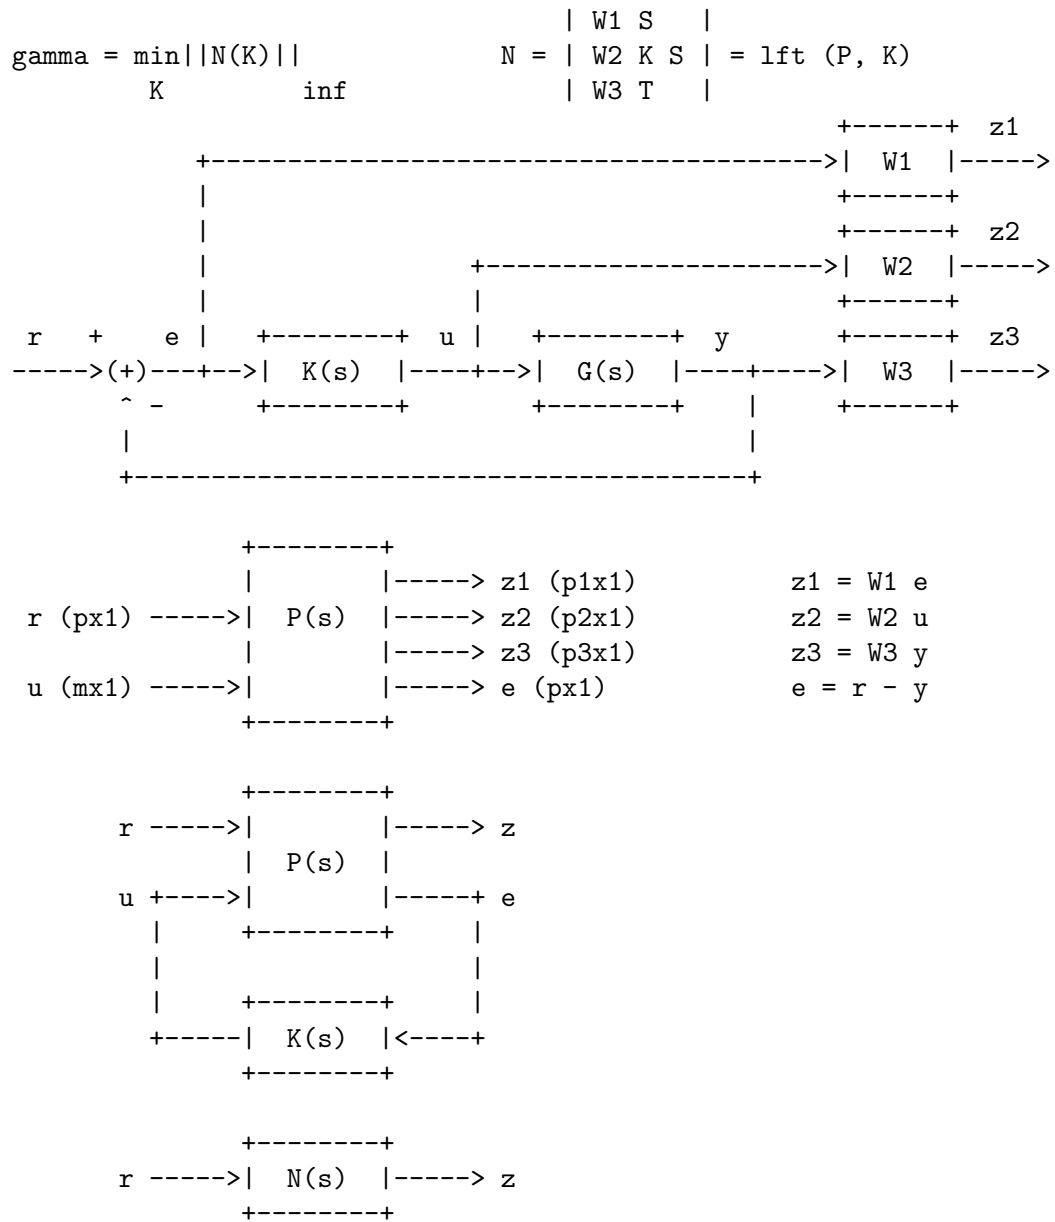 | W1 S |
gamma = min||N(K)|| N = | W2 K S | = lft (P, K)
K inf | W3 T |
z1
W1
z2
W2
r + e u y z3
(+) K(s) G(s) W3
-
z1 (p1x1) z1 = W1 e
r (px1) P(s) z2 (p2x1) z2 = W2 u
z3 (p3x1) z3 = W3 y
u (mx1) e (px1) e = r - y
r z
P(s)
u e
K(s)
r N(s) z